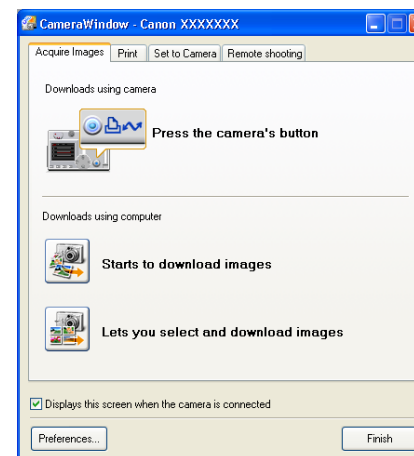 CameraWindow - Canon XXXXXXX
Acquire Images Print Set to Camera Remote shooting
Downloads using camera
Press the camera's button
Downloads using computer
Starts to download images
Lets you select and download images
Displays this screen when the camera is connected
Preferences... Finish